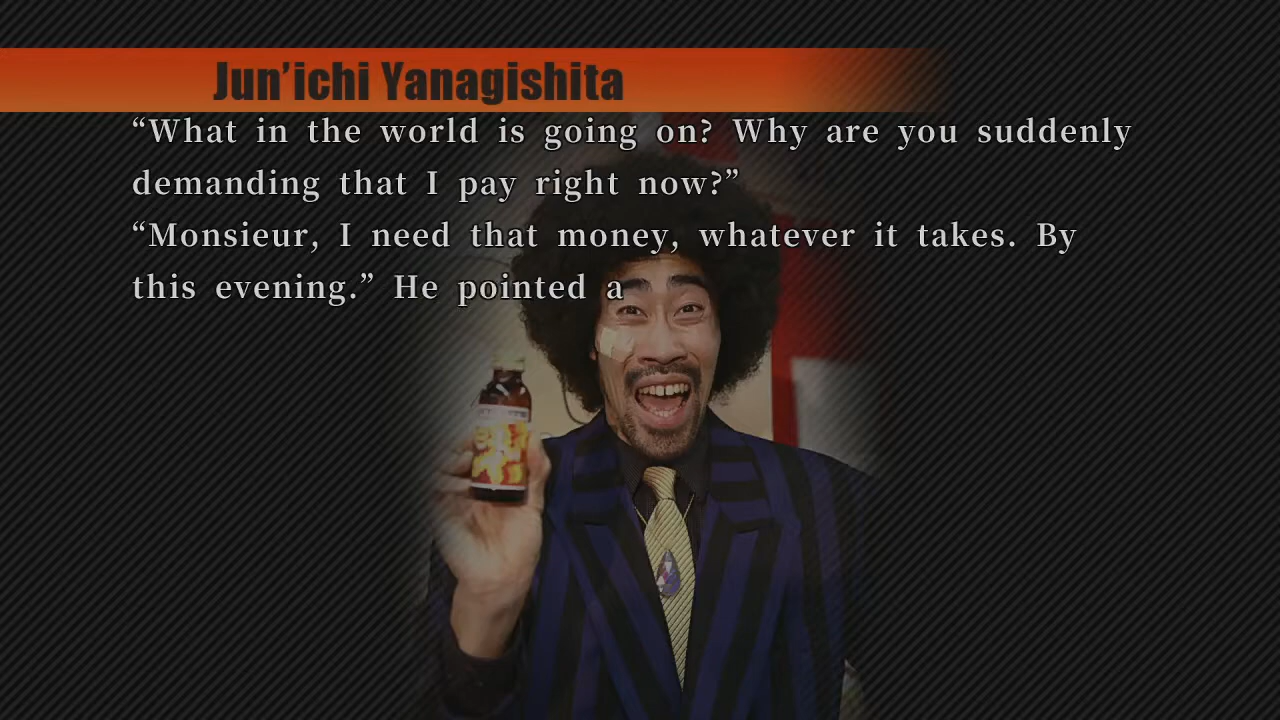 Jun’ichi Yanagishita
“What in the world is going on? Why are you suddenly
demanding that I pay right now?”
“Monsieur, I need that money, whatever it takes. By
this evening.” He pointed a